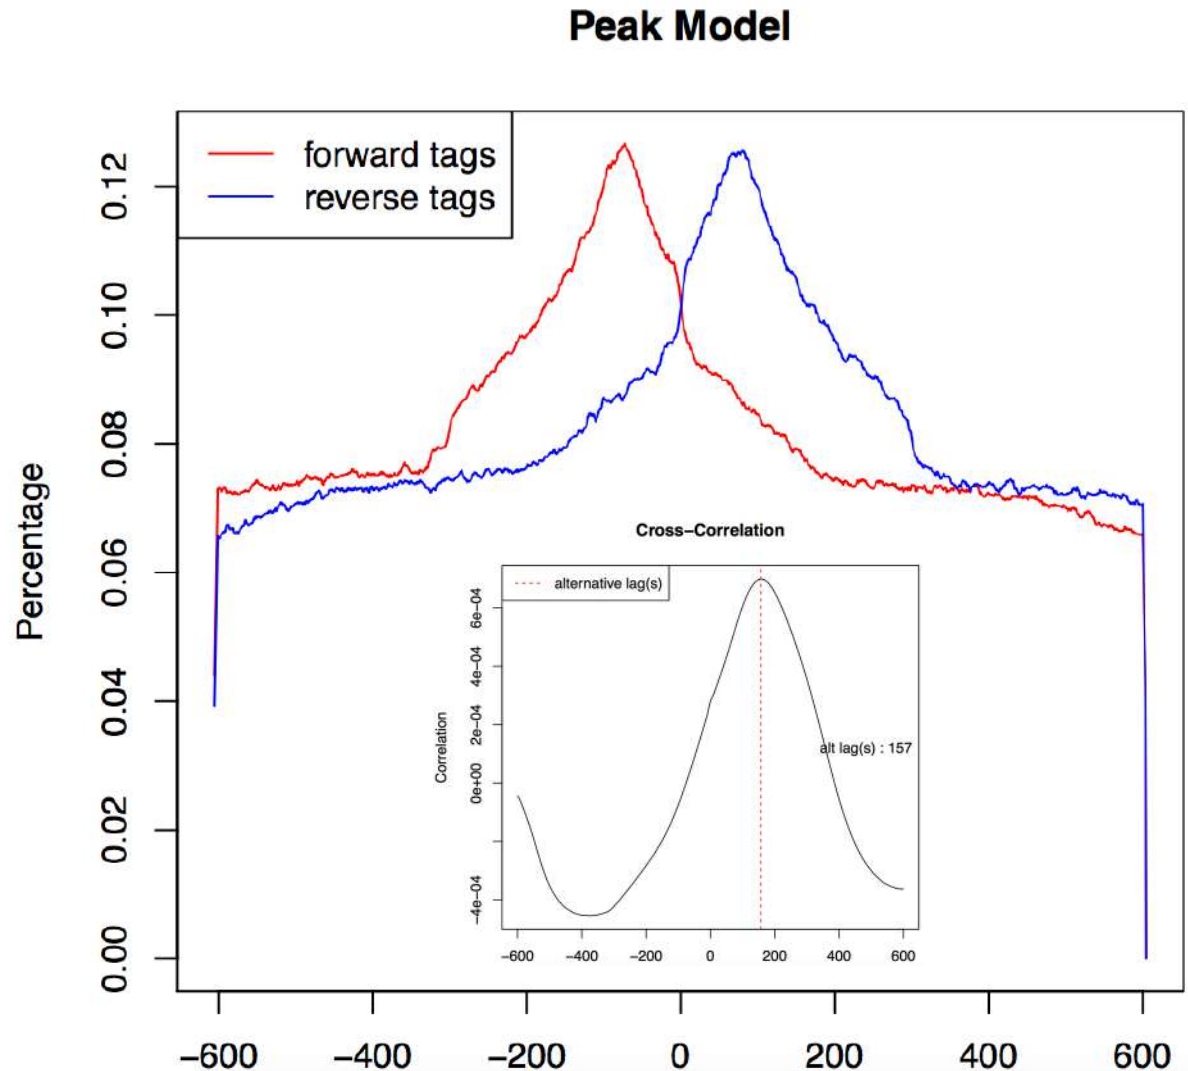 Peak Model
forward tags
reverse tags
Percentage
0.12
0.10
0.08
0.06
0.04
0.02
0.00
Cross−Correlation
alternative lag(s)
Correlation
6e−04
4e−04
2e−04
0e+00
−4e−04
alt lag(s) : 157
−600 −400 −200 0 200 400 600
−600 −400 −200 0 200 400 600